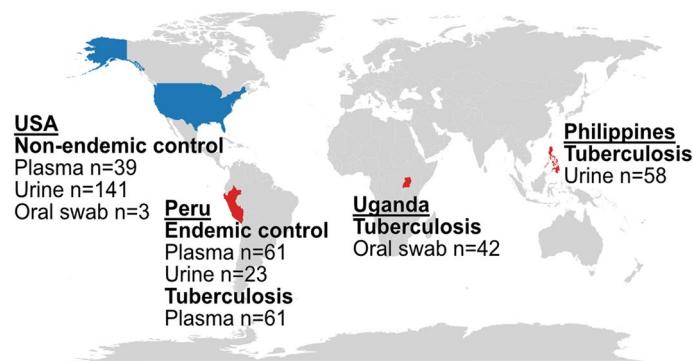 USA
Non-endemic control
Plasma n=39
Urine n=141
Oral swab n=3
Peru
Endemic control
Plasma n=61
Urine n=23
Tuberculosis
Plasma n=61
Uganda
Tuberculosis
Oral swab n=42
Philippines
Tuberculosis
Urine n=58